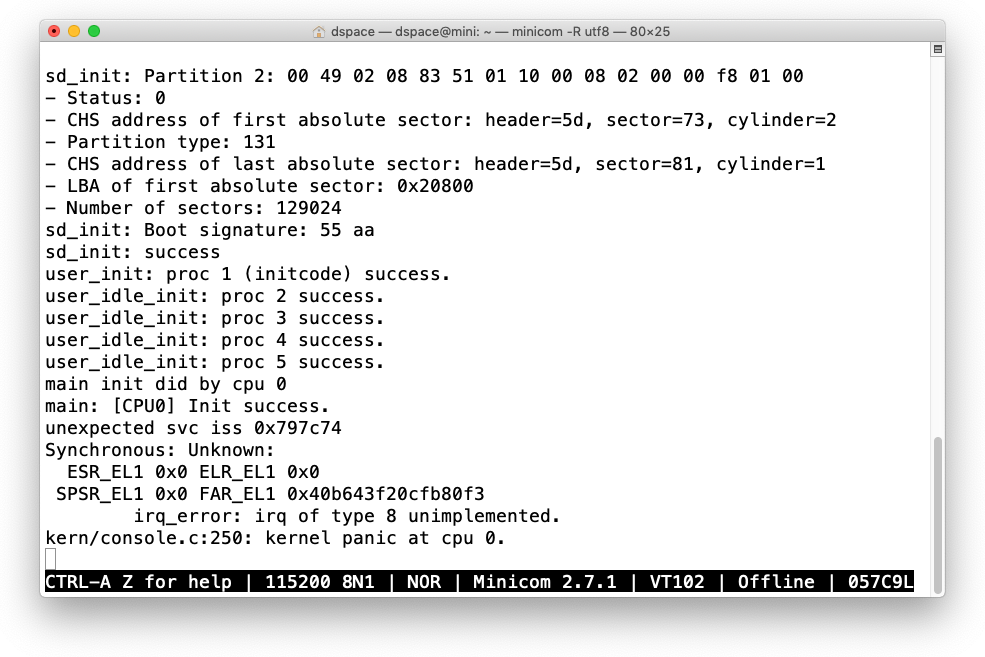 dspace — dspace@mini: ~ — minicom -R utf8 — 80×25
sd_init: Partition 2: 00 49 02 08 83 51 01 10 00 08 02 00 00 f8 01 00
- Status: 0
- CHS address of first absolute sector: header=5d, sector=73, cylinder=2
- Partition type: 131
- CHS address of last absolute sector: header=5d, sector=81, cylinder=1
- LBA of first absolute sector: 0x20800
- Number of sectors: 129024
sd_init: Boot signature: 55 aa
sd_init: success
user_init: proc 1 (initcode) success.
user_idle_init: proc 2 success.
user_idle_init: proc 3 success.
user_idle_init: proc 4 success.
user_idle_init: proc 5 success.
main init did by cpu 0
main: [CPU0] Init success.
unexpected svc iss 0x797c74
Synchronous: Unknown:
  ESR_EL1 0x0 ELR_EL1 0x0
 SPSR_EL1 0x0 FAR_EL1 0x40b643f20cfb80f3
        irq_error: irq of type 8 unimplemented.
kern/console.c:250: kernel panic at cpu 0.
CTRL-A Z for help | 115200 8N1 | NOR | Minicom 2.7.1 | VT102 | Offline | 057C9L